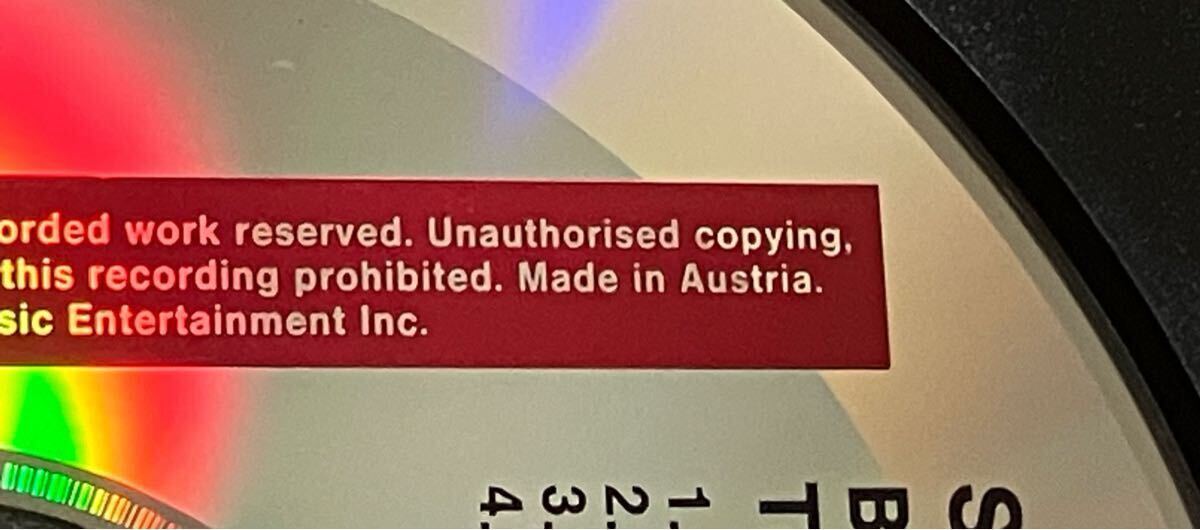 orded work reserved. Unauthorised copying,
this recording prohibited. Made in Austria.
sic Entertainment Inc.
S
B
T
1.
2.
3.
4.